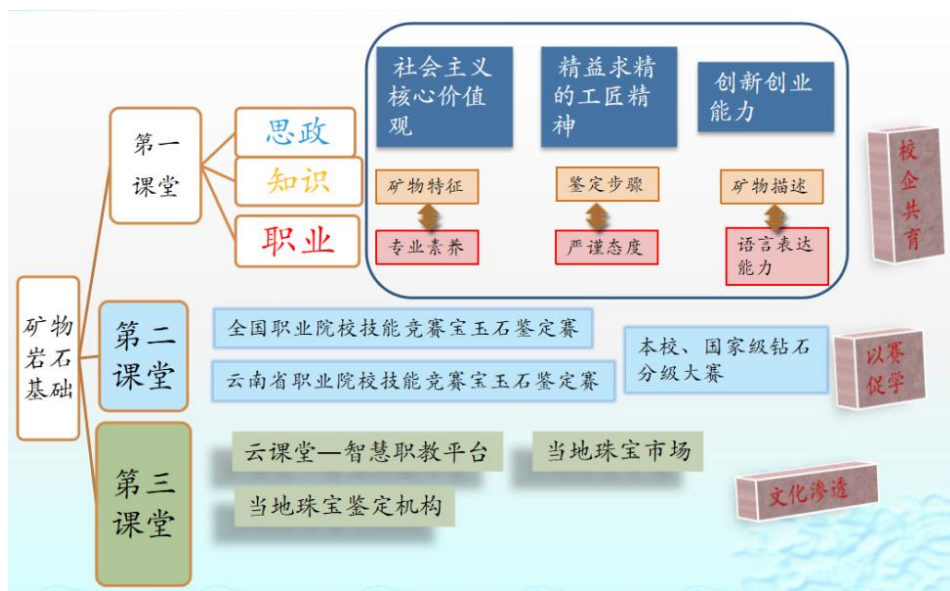 矿物
岩石
基础
第一
课堂
思政
知识
职业
社会主义
核心价值
观
精益求精
的工匠精
神
创新创业
能力
矿物特征
鉴定步骤
矿物描述
专业素养
严谨态度
语言表达
能力
校
企
共
育
第二
课堂
全国职业院校技能竞赛宝玉石鉴定赛
云南省职业院校技能竞赛宝玉石鉴定赛
本校、国家级钻石
分级大赛
以赛
促学
第三
课堂
云课堂—智慧职教平台
当地珠宝市场
当地珠宝鉴定机构
文化渗透